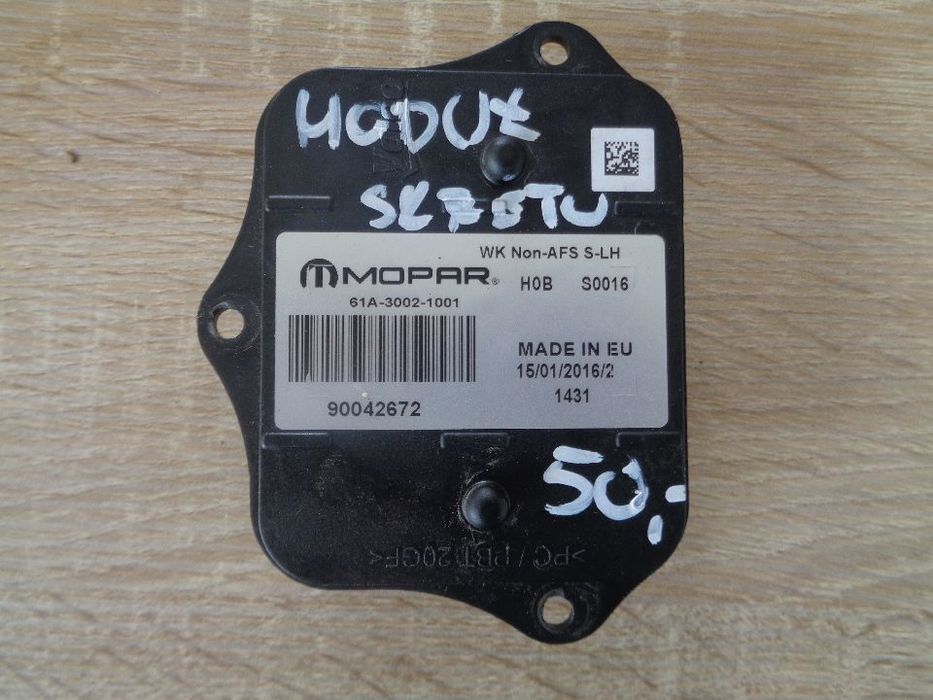 MODUŁ
Valeo
SKRĘTU
WK Non-AFS S-LH
MOPAR®
H0B S0016
61A-3002-1001
MADE IN EU
15/01/2016/2
1431
90042672
50,-
>PC / PBT 20GF<